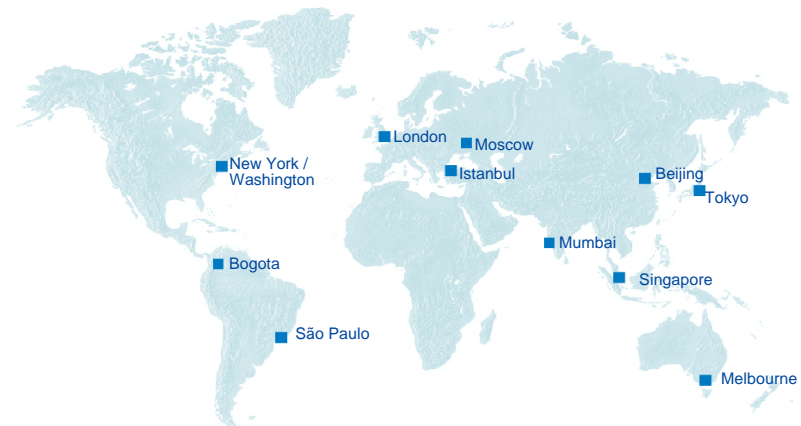 London
Moscow
New York /
Washington
Istanbul
Beijing
Tokyo
Mumbai
Bogota
Singapore
São Paulo
Melbourne